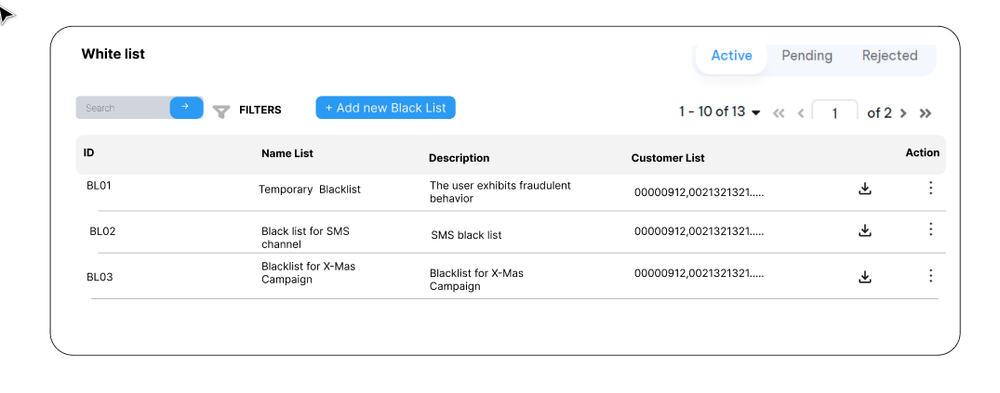 White list
Active Pending Rejected
Search FILTERS + Add new Black List 1 - 10 of 13 1 of 2
ID Name List Description Customer List Action
BL01 Temporary Blacklist The user exhibits fraudulent 00000912,0021321321.....
behavior
BL02 Black list for SMS SMS black list 00000912,0021321321.....
channel
BL03 Blacklist for X-Mas Blacklist for X-Mas 00000912,0021321321.....
Campaign Campaign